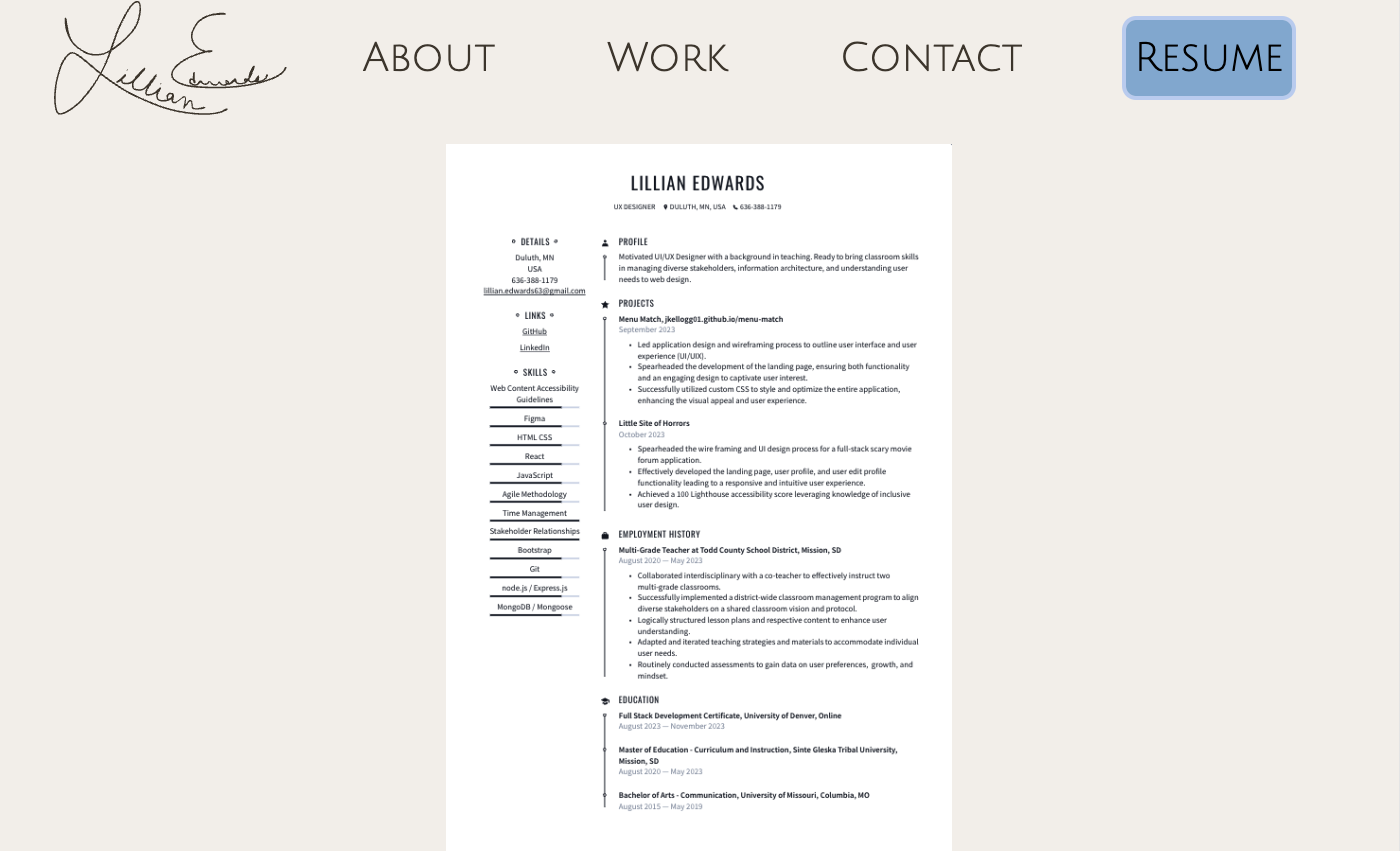 Lillian Edwards
ABOUT
WORK
CONTACT
RESUME
LILLIAN EDWARDS
UX DESIGNER DULUTH, MN, USA 636-388-1179
DETAILS
Duluth, MN
USA
636-388-1179
lillian.edwards63@gmail.com
LINKS
GitHub
LinkedIn
SKILLS
Web Content Accessibility
Guidelines
Figma
HTML CSS
React
JavaScript
Agile Methodology
Time Management
Stakeholder Relationships
Bootstrap
Git
node.js / Express.js
MongoDB / Mongoose
PROFILE
Motivated UI/UX Designer with a background in teaching. Ready to bring classroom skills
in managing diverse stakeholders, information architecture, and understanding user
needs to web design.
PROJECTS
Menu Match, jkellogg01.github.io/menu-match
September 2023
• Led application design and wireframing process to outline user interface and user
experience (UI/UIX).
• Spearheaded the development of the landing page, ensuring both functionality
and an engaging design to captivate user interest.
• Successfully utilized custom CSS to style and optimize the entire application,
enhancing the visual appeal and user experience.
Little Site of Horrors
October 2023
• Spearheaded the wire framing and UI design process for a full-stack scary movie
forum application.
• Effectively developed the landing page, user profile, and user edit profile
functionality leading to a responsive and intuitive user experience.
• Achieved a 100 Lighthouse accessibility score leveraging knowledge of inclusive
user design.
EMPLOYMENT HISTORY
Multi-Grade Teacher at Todd County School District, Mission, SD
August 2020 — May 2023
• Collaborated interdisciplinary with a co-teacher to effectively instruct two
multi-grade classrooms.
• Successfully implemented a district-wide classroom management program to align
diverse stakeholders on a shared classroom vision and protocol.
• Logically structured lesson plans and respective content to enhance user
understanding.
• Adapted and iterated teaching strategies and materials to accommodate individual
user needs.
• Routinely conducted assessments to gain data on user preferences, growth, and
mindset.
EDUCATION
Full Stack Development Certificate, University of Denver, Online
August 2023 — November 2023
Master of Education - Curriculum and Instruction, Sinte Gleska Tribal University,
Mission, SD
August 2020 — May 2023
Bachelor of Arts - Communication, University of Missouri, Columbia, MO
August 2015 — May 2019